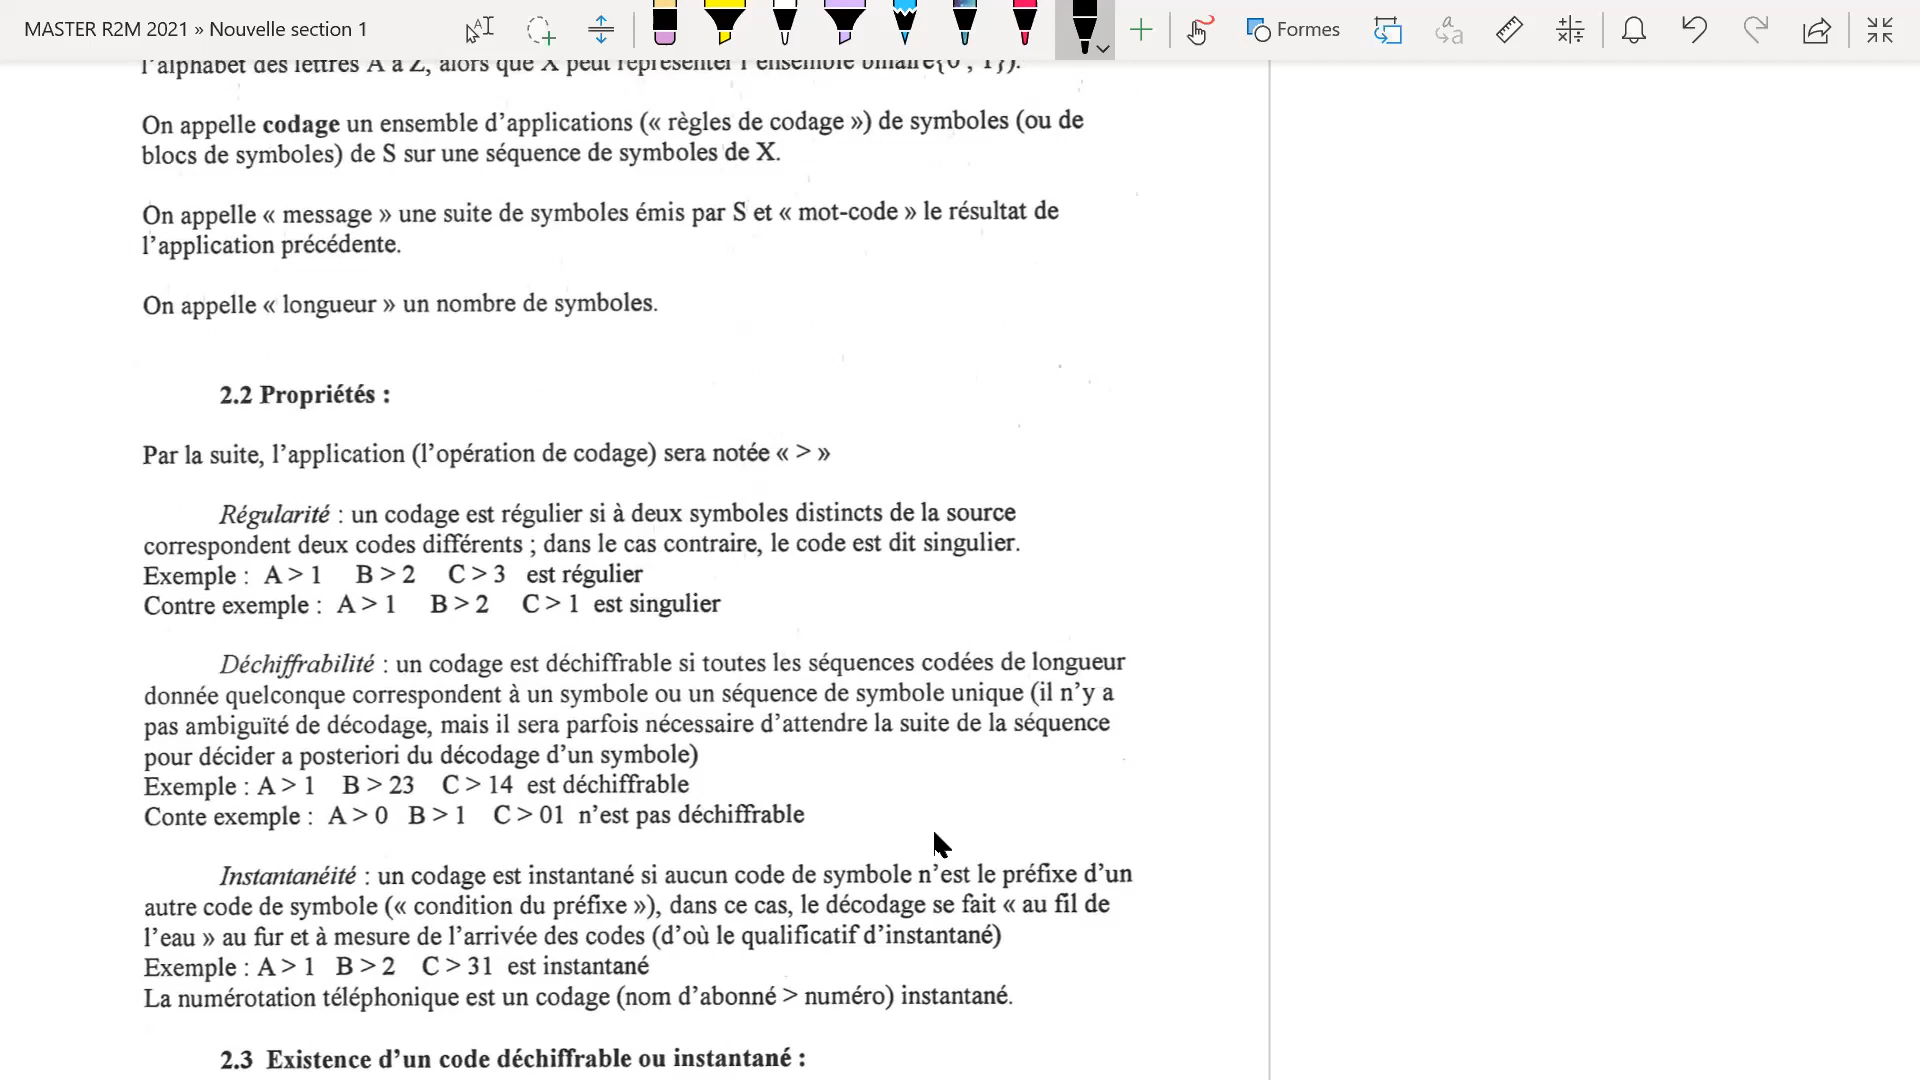 MASTER R2M 2021 » Nouvelle section 1
Formes
l'alphabet des lettres A à Z, alors que X peut représenter l'ensemble binaire{0 , 1}).
On appelle codage un ensemble d'applications (« règles de codage ») de symboles (ou de
blocs de symboles) de S sur une séquence de symboles de X.
On appelle « message » une suite de symboles émis par S et « mot-code » le résultat de
l'application précédente.
On appelle « longueur » un nombre de symboles.
2.2 Propriétés :
Par la suite, l'application (l'opération de codage) sera notée « > »
Régularité : un codage est régulier si à deux symboles distincts de la source
correspondent deux codes différents ; dans le cas contraire, le code est dit singulier.
Exemple : A > 1 B > 2 C > 3 est régulier
Contre exemple : A > 1 B > 2 C > 1 est singulier
Déchiffrabilité : un codage est déchiffrable si toutes les séquences codées de longueur
donnée quelconque correspondent à un symbole ou un séquence de symbole unique (il n'y a
pas ambiguïté de décodage, mais il sera parfois nécessaire d'attendre la suite de la séquence
pour décider a posteriori du décodage d'un symbole)
Exemple : A > 1 B > 23 C > 14 est déchiffrable
Conte exemple : A > 0 B > 1 C > 01 n'est pas déchiffrable
Instantanéité : un codage est instantané si aucun code de symbole n'est le préfixe d'un
autre code de symbole (« condition du préfixe »), dans ce cas, le décodage se fait « au fil de
l'eau » au fur et à mesure de l'arrivée des codes (d'où le qualificatif d'instantané)
Exemple : A > 1 B > 2 C > 31 est instantané
La numérotation téléphonique est un codage (nom d'abonné > numéro) instantané.
2.3 Existence d'un code déchiffrable ou instantané :